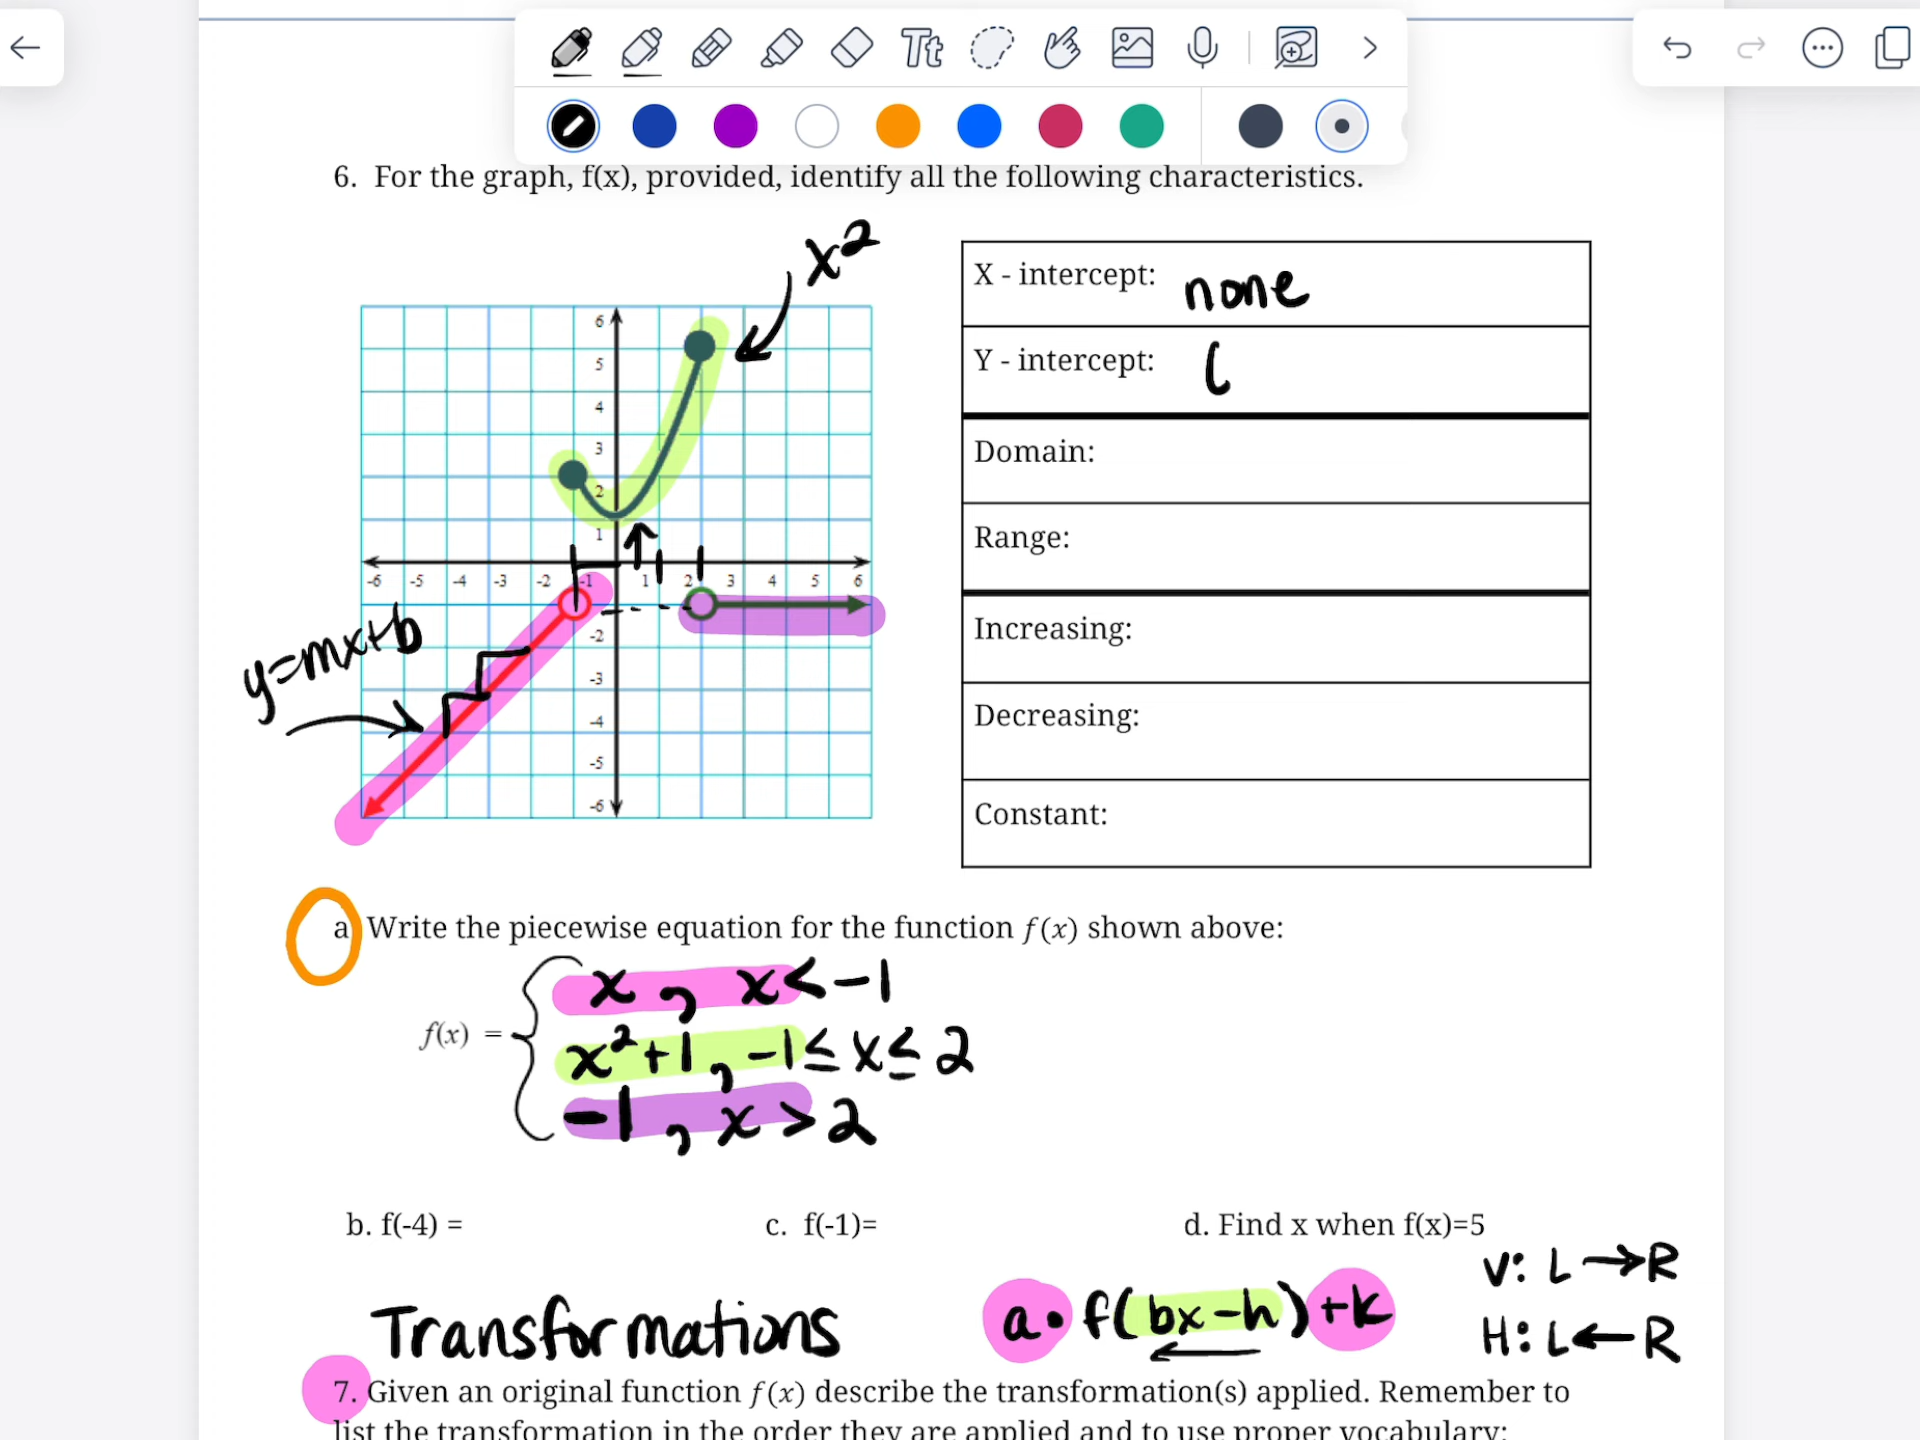 Tt
6. For the graph, f(x), provided, identify all the following characteristics.
x²
X - intercept: none
Y - intercept: (
Domain:
Range:
Increasing:
Decreasing:
Constant:
6
5
4
3
2
1
-6 -5 -4 -3 -2 -1 1 2 3 4 5 6
-2
-3
-4
-5
-6
y=mx+b
a Write the piecewise equation for the function f(x) shown above:
f(x) =
x, x<-1
x²+1, -1≤x≤2
-1, x>2
b. f(-4) =
c. f(-1)=
d. Find x when f(x)=5
V: L→R
Transformations
a•f(bx-h)+k
H: L←R
7. Given an original function f(x) describe the transformation(s) applied. Remember to
list the transformation in the order they are applied and to use proper vocabulary: